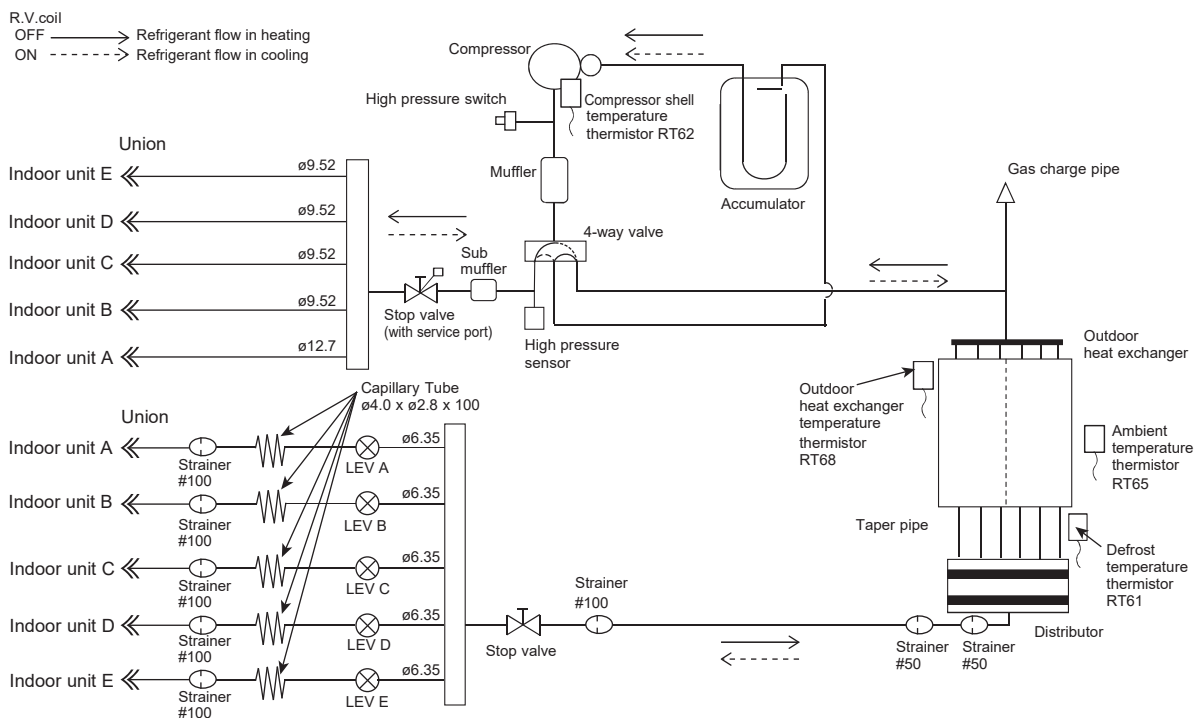 R.V.coil
OFF Refrigerant flow in heating
ON Refrigerant flow in cooling
Compressor
High pressure switch
Compressor shell
temperature
thermistor RT62
Muffler
Accumulator
4-way valve
Gas charge pipe
Union
Indoor unit E ø9.52
Indoor unit D ø9.52
Indoor unit C ø9.52
Indoor unit B ø9.52
Indoor unit A ø12.7
Sub
muffler
Stop valve
(with service port)
High pressure
sensor
Outdoor
heat exchanger
Outdoor
heat exchanger
temperature
thermistor
RT68
Ambient
temperature
thermistor
RT65
Taper pipe
Defrost
temperature
thermistor
RT61
Distributor
Capillary Tube
ø4.0 x ø2.8 x 100
Union
Indoor unit A ø6.35
Strainer
#100
LEV A
Indoor unit B ø6.35
Strainer
#100
LEV B
Indoor unit C ø6.35
Strainer
#100
LEV C
Indoor unit D ø6.35
Strainer
#100
LEV D
Indoor unit E ø6.35
Strainer
#100
LEV E
Stop valve
Strainer
#100
Strainer
#50
Strainer
#50